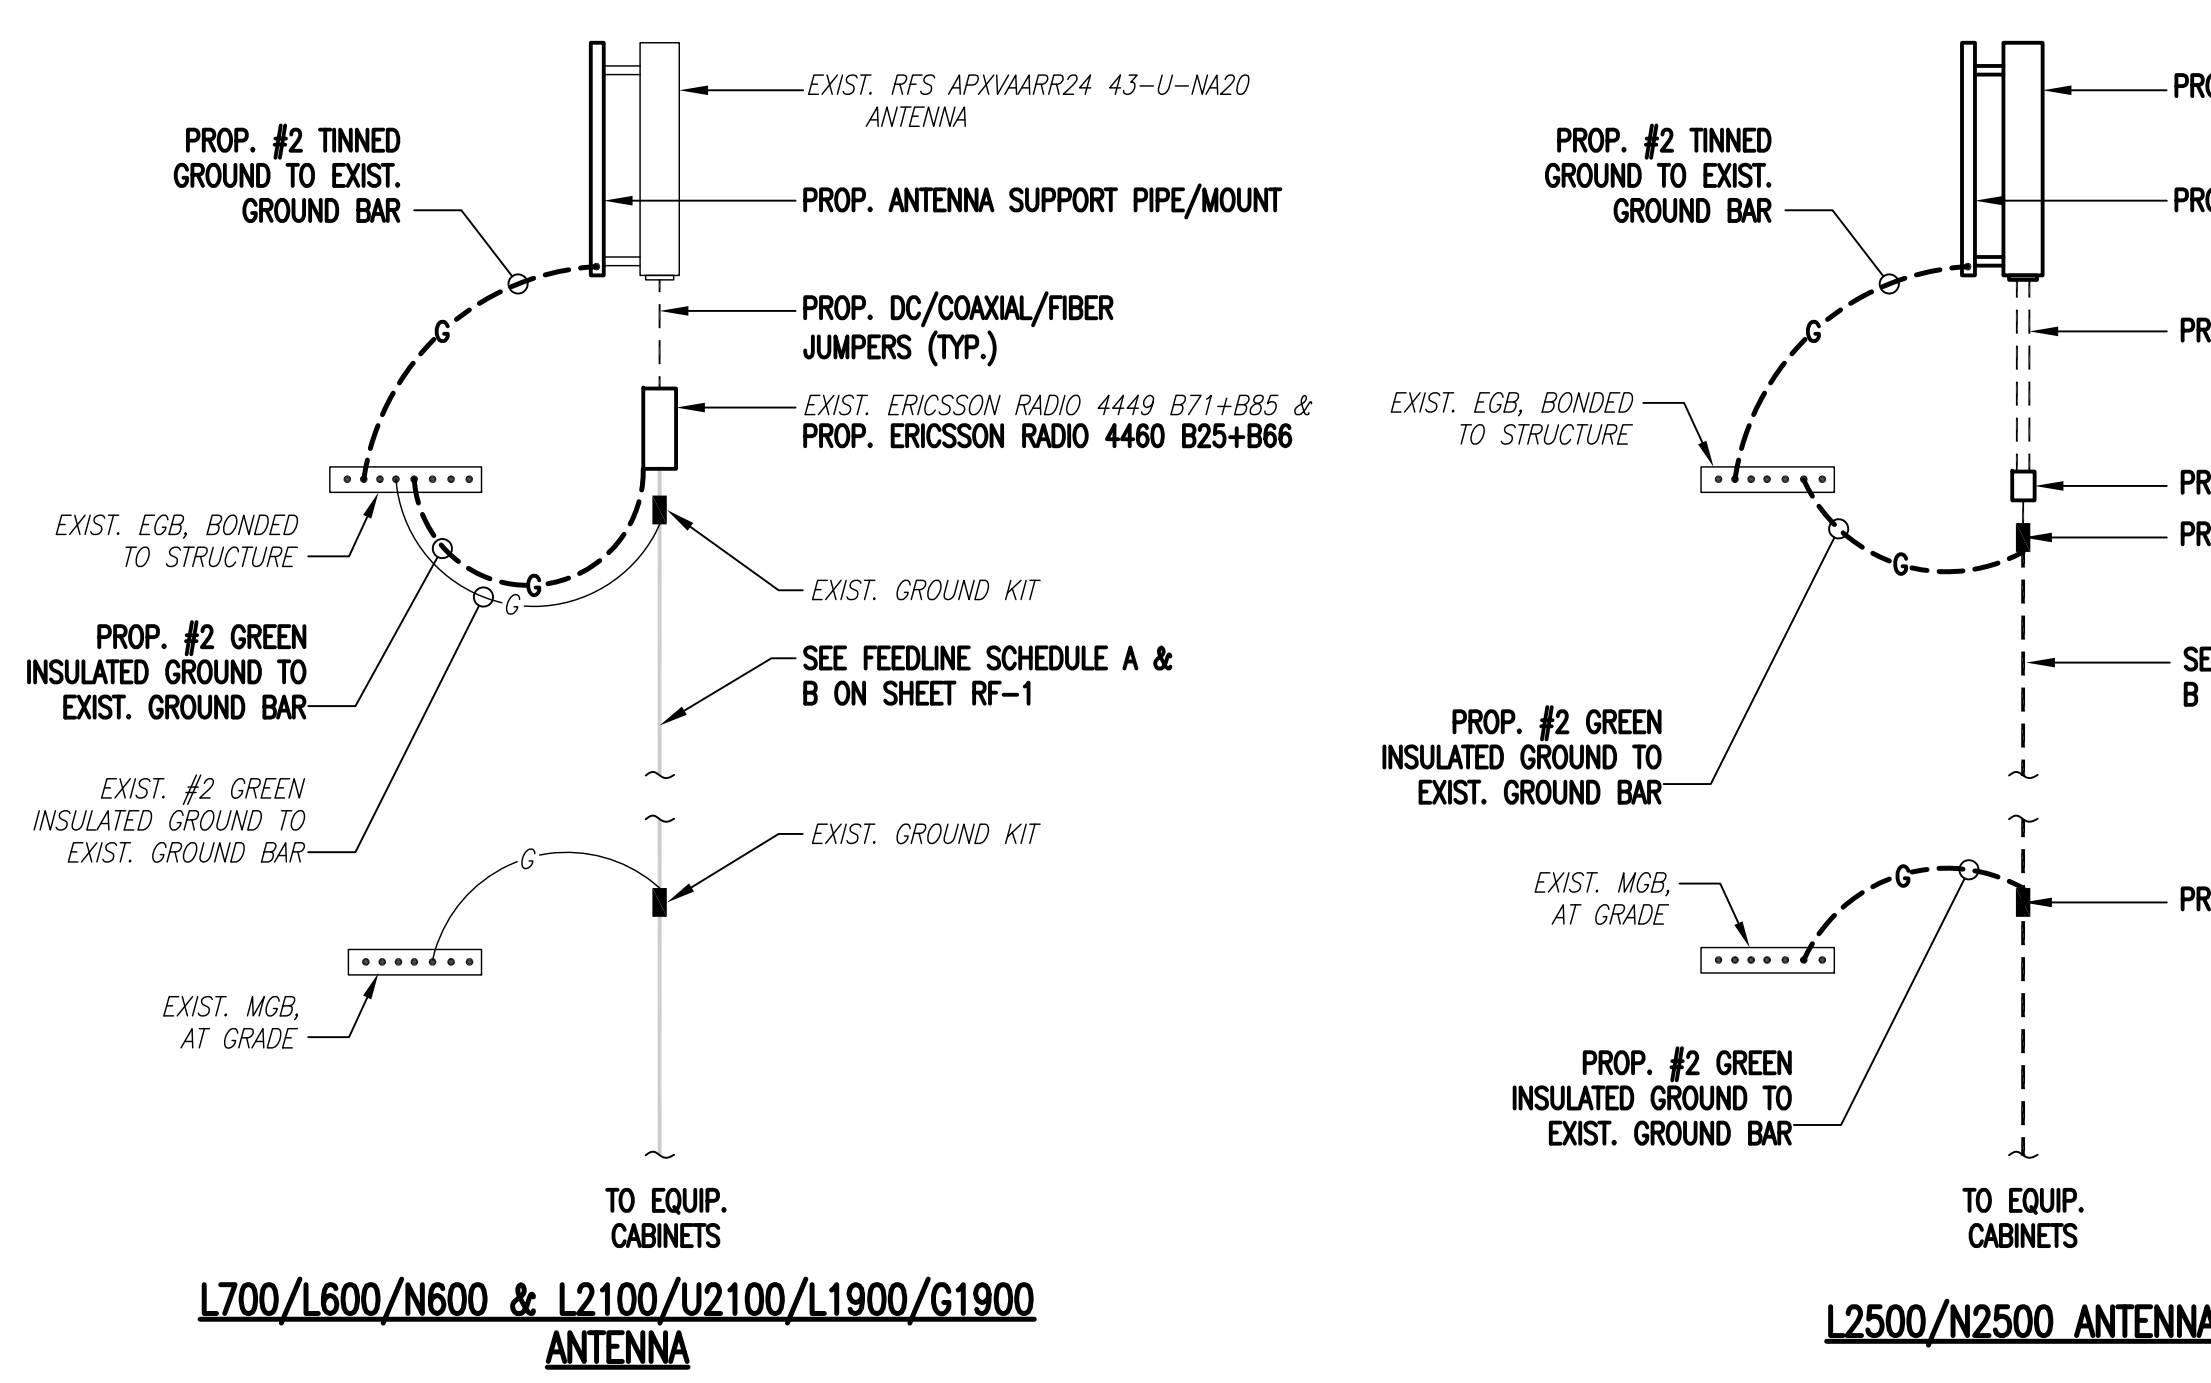 EXIST. RFS APXVAARR24 43-U-NA20
ANTENNA
PROP. #2 TINNED
GROUND TO EXIST.
GROUND BAR
PROP. ANTENNA SUPPORT PIPE/MOUNT
PROP. DC/COAXIAL/FIBER
JUMPERS (TYP.)
G
EXIST. ERICSSON RADIO 4449 B71+B85 &
PROP. ERICSSON RADIO 4460 B25+B66
EXIST. EGB, BONDED
TO STRUCTURE
G
G
EXIST. GROUND KIT
PROP. #2 GREEN
INSULATED GROUND TO
EXIST. GROUND BAR
SEE FEEDLINE SCHEDULE A &
B ON SHEET RF-1
EXIST. #2 GREEN
INSULATED GROUND TO
EXIST. GROUND BAR
EXIST. GROUND KIT
G
EXIST. MGB,
AT GRADE
TO EQUIP.
CABINETS
L700/L600/N600 & L2100/U2100/L1900/G1900
ANTENNA
PROP. #2 TINNED
GROUND TO EXIST.
GROUND BAR
G
EXIST. EGB, BONDED
TO STRUCTURE
G
PROP. #2 GREEN
INSULATED GROUND TO
EXIST. GROUND BAR
B
EXIST. MGB,
AT GRADE
G
PROP. #2 GREEN
INSULATED GROUND TO
EXIST. GROUND BAR
TO EQUIP.
CABINETS
L2500/N2500 ANTENNA